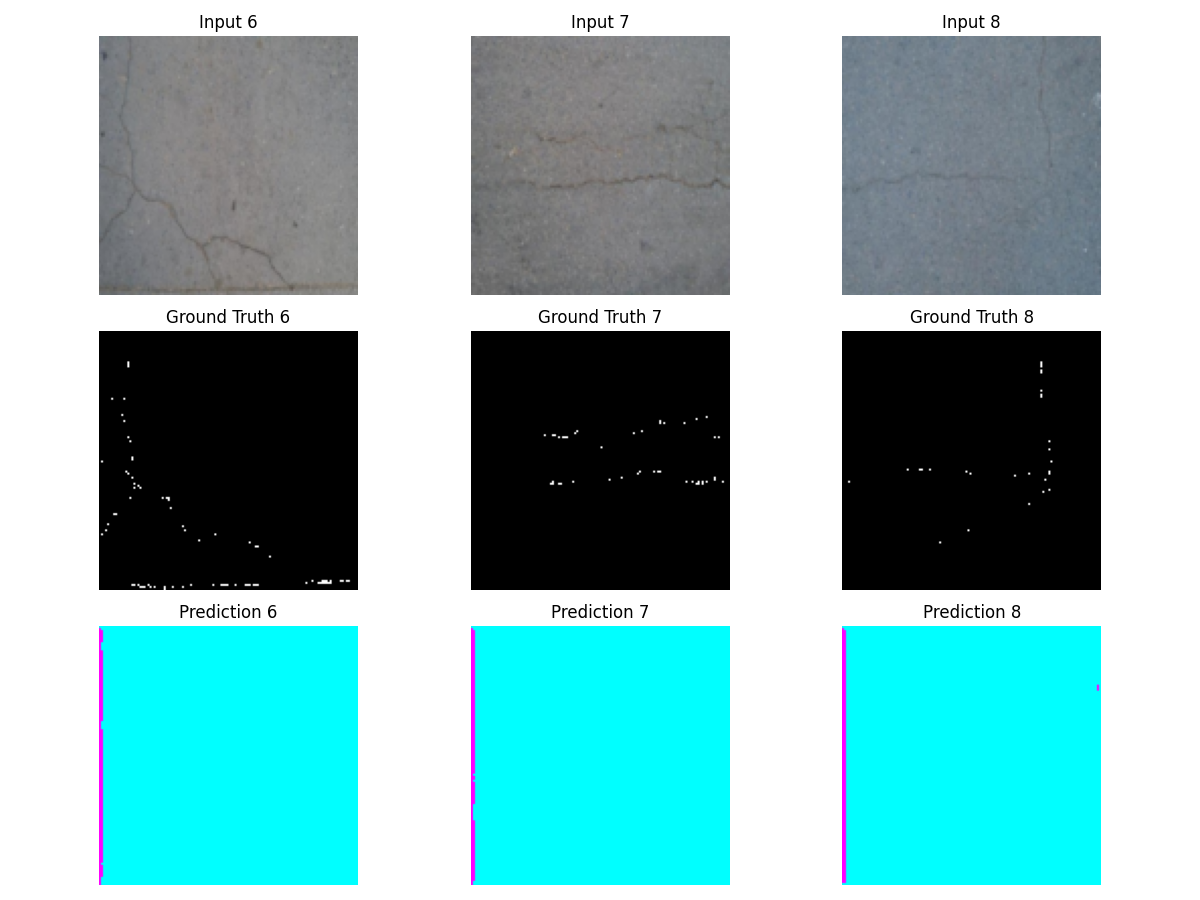 Input 6
Input 7
Input 8
Ground Truth 6
Ground Truth 7
Ground Truth 8
Prediction 6
Prediction 7
Prediction 8